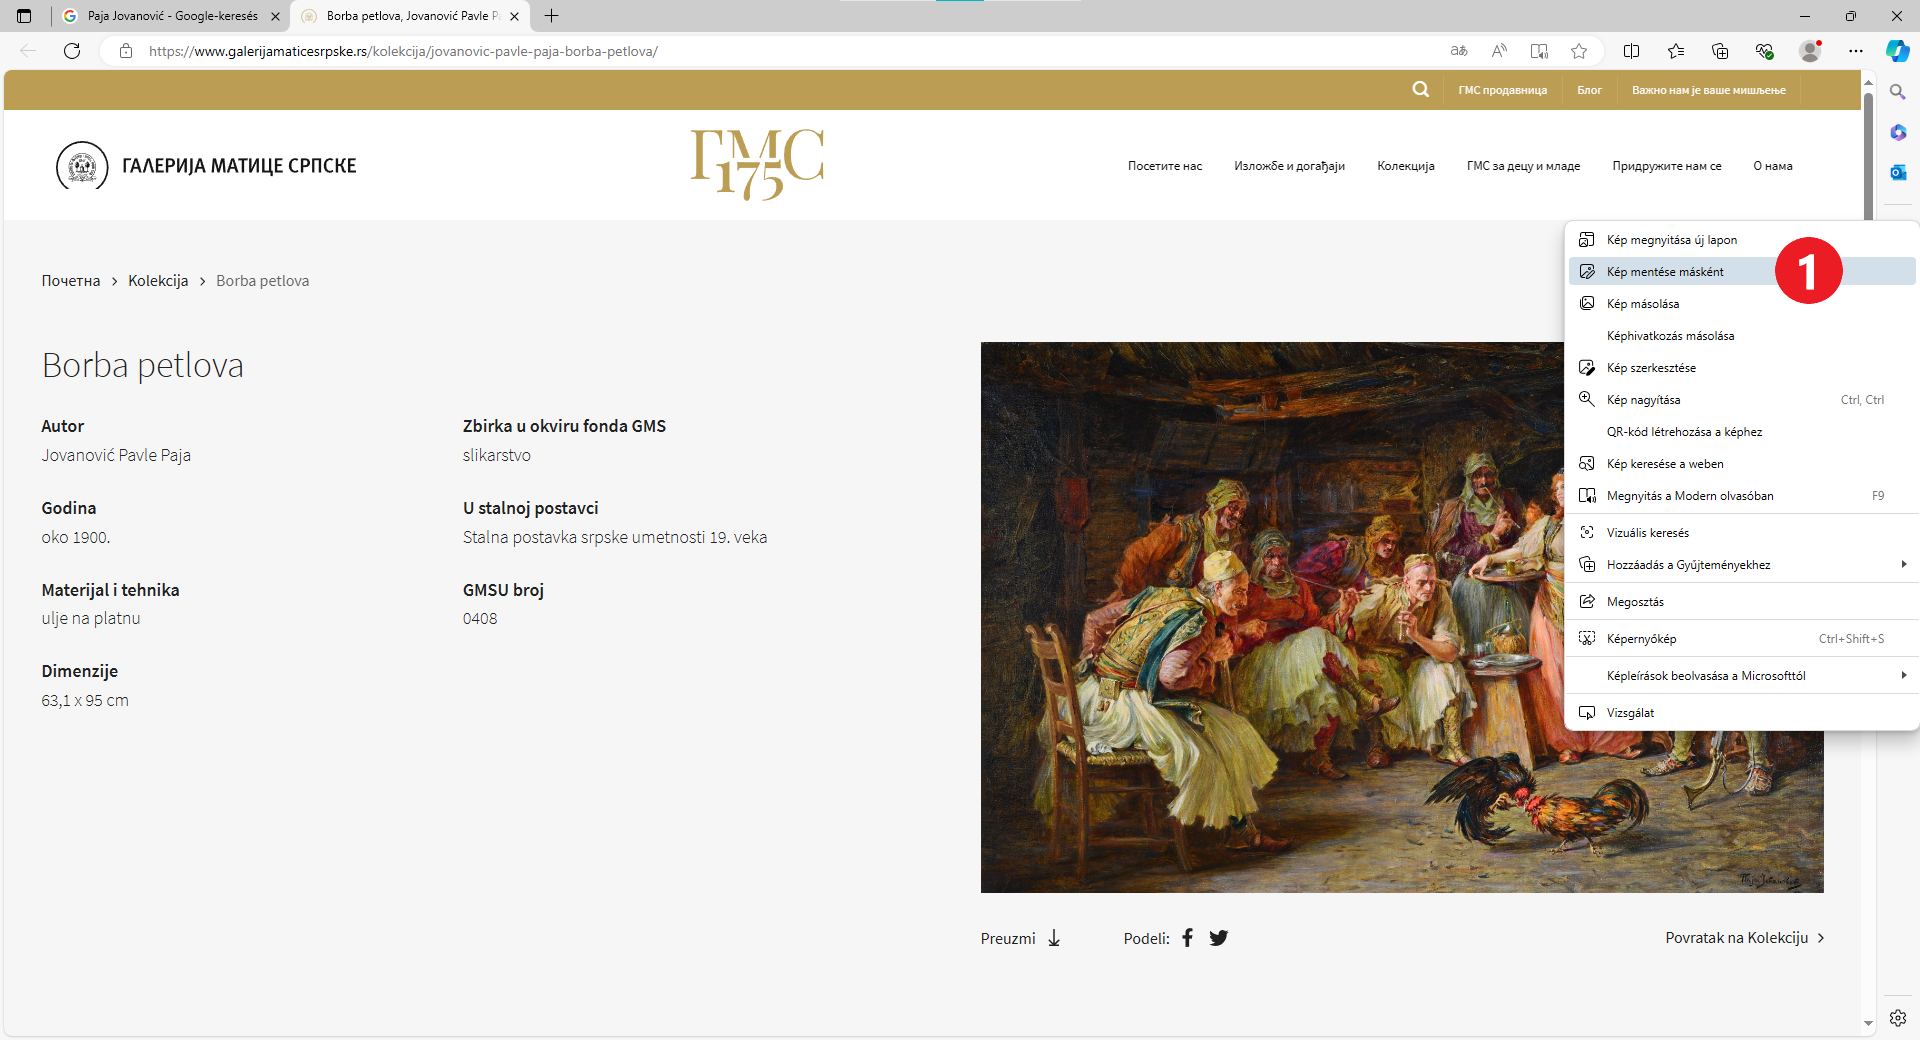 Paja Jovanović - Google-keresés
Borba petlova, Jovanović Pavle P
https://www.galerijamaticesrpske.rs/kolekcija/jovanovic-pavle-paja-borba-petlova/
ГМС продавница
Блог
Важно нам је ваше мишљење
ГАЛЕРИЈА МАТИЦЕ СРПСКЕ
ГМС
175
Посетите нас
Изложбе и догађаји
Колекција
ГМС за децу и младе
Придружите нам се
О нама
Почетна > Kolekcija > Borba petlova
Borba petlova
Autor
Jovanović Pavle Paja
Godina
oko 1900.
Materijal i tehnika
ulje na platnu
Dimenzije
63,1 x 95 cm
Zbirka u okviru fonda GMS
slikarstvo
U stalnoj postavci
Stalna postavka srpske umetnosti 19. veka
GMSU broj
0408
Kép megnyitása új lapon
Kép mentése másként
1
Kép másolása
Képhivatkozás másolása
Kép szerkesztése
Kép nagyítása Ctrl, Ctrl
QR-kód létrehozása a képhez
Kép keresése a weben
Megnyitás a Modern olvasóban F9
Vizuális keresés
Hozzáadás a Gyűjteményekhez
Megosztás
Képernyőkép Ctrl+Shift+S
Képleírások beolvasása a Microsofttól
Vizsgálat
Preuzmi
Podeli:
Povratak na Kolekciju >